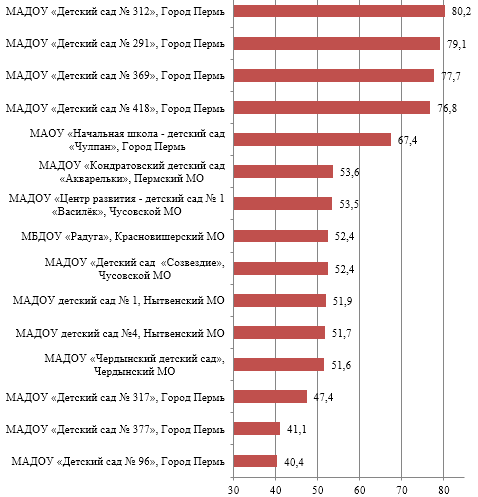 МАДОУ «Детский сад № 312», Город Пермь 80,2
МАДОУ «Детский сад № 291», Город Пермь 79,1
МАДОУ «Детский сад № 369», Город Пермь 77,7
МАДОУ «Детский сад № 418», Город Пермь 76,8
МАОУ «Начальная школа - детский сад
«Чулпан», Город Пермь 67,4
МАДОУ «Кондратовский детский сад
«Акварельки», Пермский МО 53,6
МАДОУ «Центр развития - детский сад № 1
«Василёк», Чусовской МО 53,5
МБДОУ «Радуга», Красновишерский МО 52,4
МАДОУ «Детский сад «Созвездие»,
Чусовской МО 52,4
МАДОУ детский сад № 1, Нытвенский МО 51,9
МАДОУ детский сад №4, Нытвенский МО 51,7
МАДОУ «Чердынский детский сад»,
Чердынский МО 51,6
МАДОУ «Детский сад № 317», Город Пермь 47,4
МАДОУ «Детский сад № 377», Город Пермь 41,1
МАДОУ «Детский сад № 96», Город Пермь 40,4
30 40 50 60 70 80